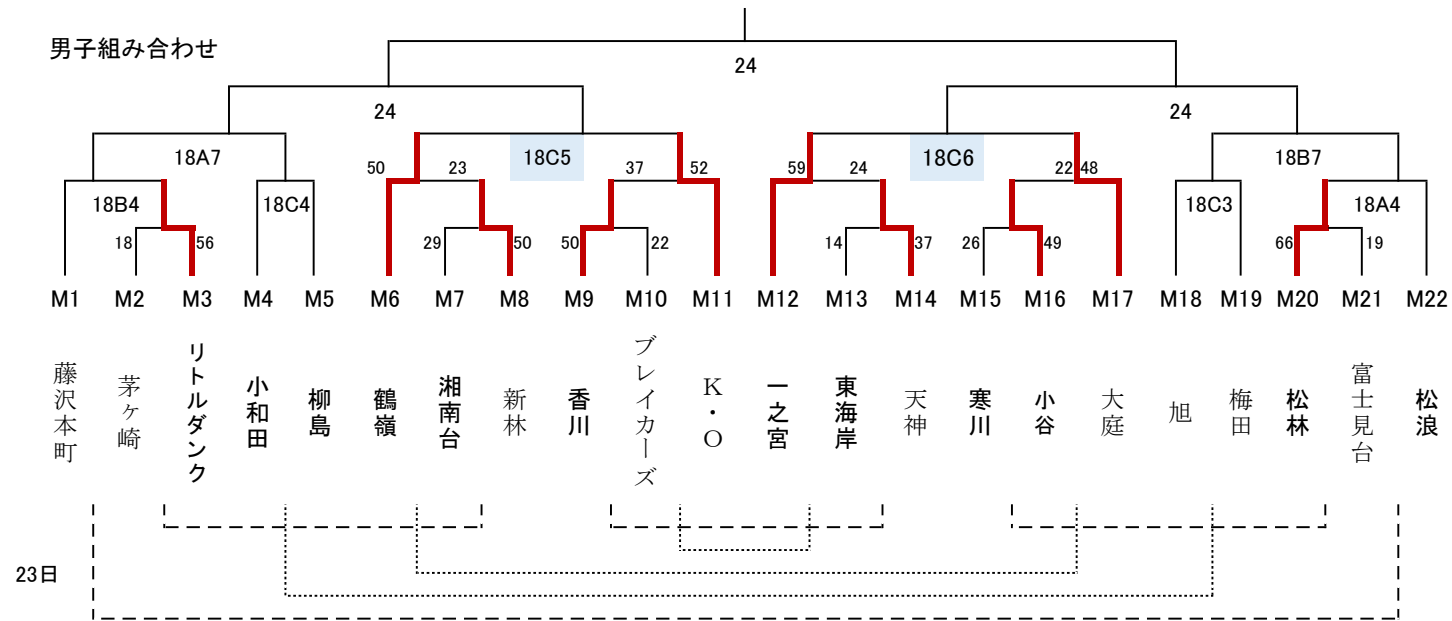 男子組み合わせ
24
24
24
18A7
18C5
18C6
18B7
50
23
37
52
59
24
22
48
18B4
18C4
18C3
18A4
18
56
29
50
50
22
14
37
26
49
66
19
M1
M2
M3
M4
M5
M6
M7
M8
M9
M10
M11
M12
M13
M14
M15
M16
M17
M18
M19
M20
M21
M22
藤沢本町
茅ヶ崎
リトルダンク
小和田
柳島
鶴嶺
湘南台
新林
香川
ブレイカーズ
K・O
一之宮
東海岸
天神
寒川
小谷
大庭
旭
梅田
松林
富士見台
松浪
23日